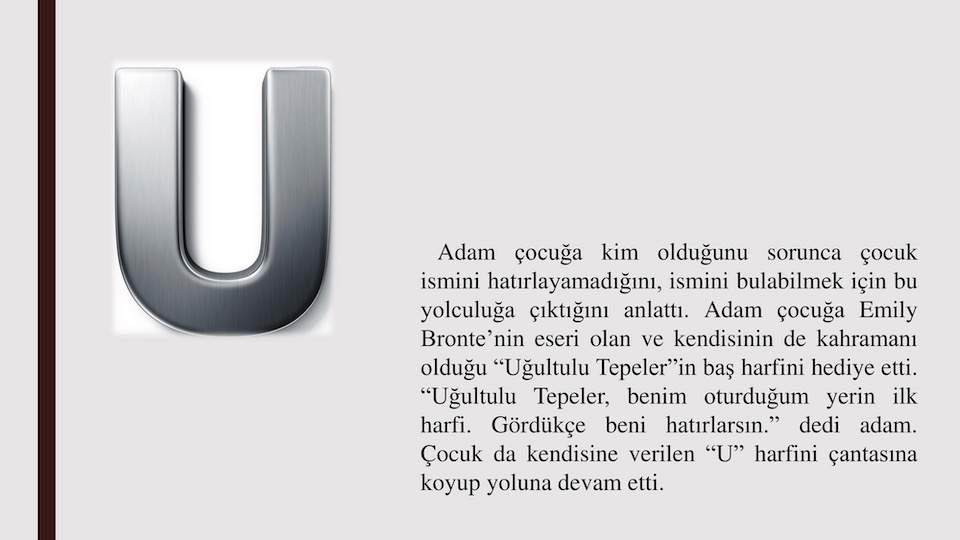 U
Adam çocuğa kim olduğunu sorunca çocuk
ismini hatırlayamadığını, ismini bulabilmek için bu
yolculuğa çıktığını anlattı. Adam çocuğa Emily
Bronte’nin eseri olan ve kendisinin de kahramanı
olduğu “Uğultulu Tepeler”in baş harfini hediye etti.
“Uğultulu Tepeler, benim oturduğum yerin ilk
harfi. Gördükçe beni hatırlarsın.” dedi adam.
Çocuk da kendisine verilen “U” harfini çantasına
koyup yoluna devam etti.